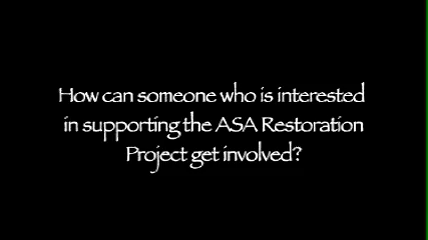 How can someone who is interested
in supporting the ASA Restoration
Project get involved?